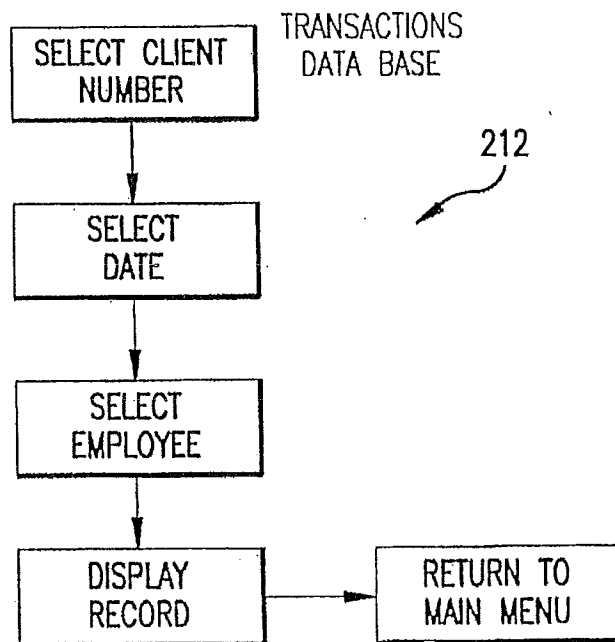 SELECT CLIENT
NUMBER
TRANSACTIONS
DATA BASE
212
SELECT
DATE
SELECT
EMPLOYEE
DISPLAY
RECORD
RETURN TO
MAIN MENU